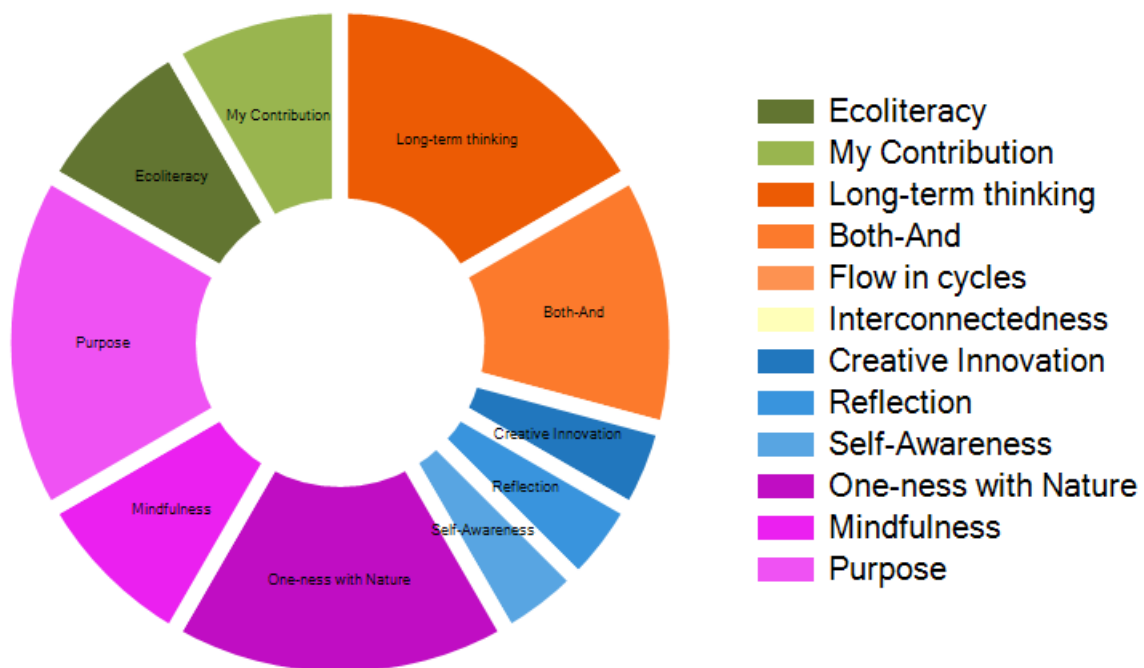 My Contribution
Long-term thinking
Ecoliteracy
Both-And
Purpose
Creative Innovation
Reflection
Mindfulness
Self-Awareness
One-ness with Nature
Ecoliteracy
My Contribution
Long-term thinking
Both-And
Flow in cycles
Interconnectedness
Creative Innovation
Reflection
Self-Awareness
One-ness with Nature
Mindfulness
Purpose